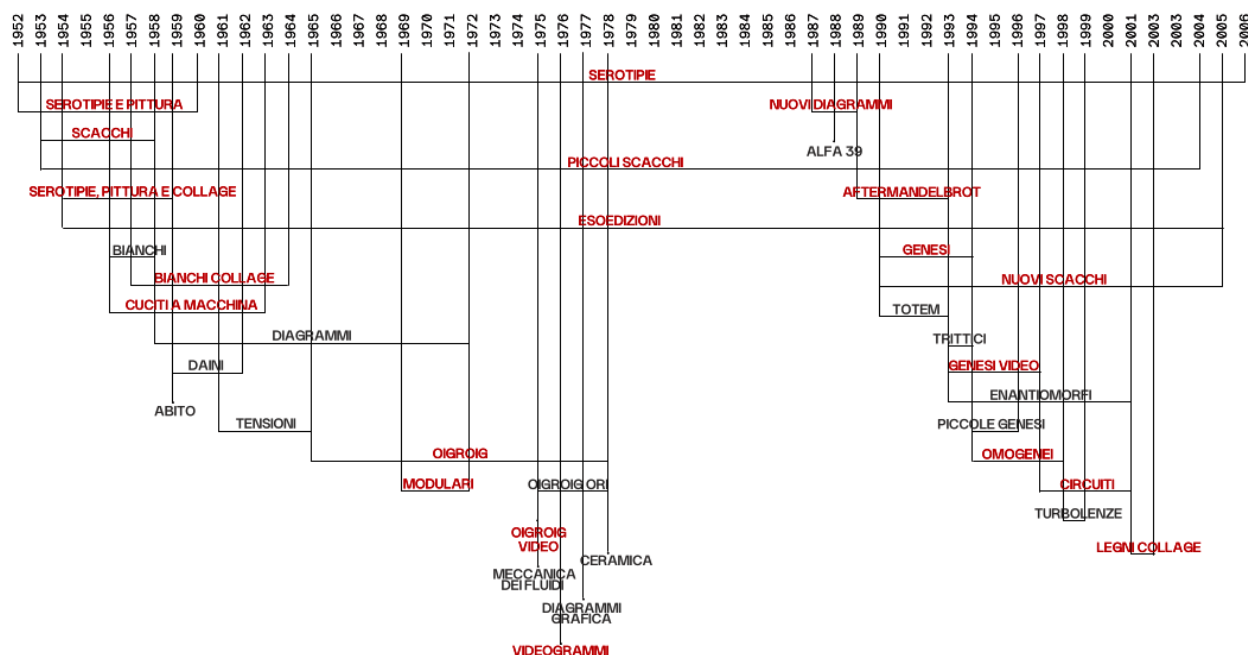 1952 1953 1954 1955 1956 1957 1958 1959 1960 1961 1962 1963 1964 1965 1966 1967 1968 1969 1970 1971 1972 1973 1974 1975 1976 1977 1978 1979 1980 1981 1982 1983 1984 1985 1986 1987 1988 1989 1990 1991 1992 1993 1994 1995 1996 1997 1998 1999 2000 2001 2003 2003 2004 2005 2006
SEROTIPIE
SEROTIPIE E PITTURA
NUOVI DIAGRAMMI
SCACCHI
ALFA 39
PICCOLI SCACCHI
SEROTIPIE, PITTURA E COLLAGE
AFTERMANDELBROT
ESOEDIZIONI
BIANCHI
GENESI
BIANCHI COLLAGE
NUOVI SCACCHI
CUCITI A MACCHINA
TOTEM
DIAGRAMMI
TRITTICI
DAINI
GENESI VIDEO
ENANTIOMORFI
ABITO
TENSIONI
PICCOLE GENESI
OIGROIG
OMOGENEI
MODULARI
OIGROIG ORI
CIRCUITI
TURBOLENZE
OIGROIG
VIDEO
LEGNI COLLAGE
CERAMICA
MECCANICA
DEI FLUIDI
DIAGRAMMI
GRAFICA
VIDEOGRAMMI